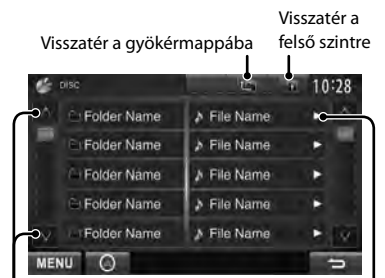 Visszatér a gyökérmappába
Visszatér a
felső szintre
DISC 10:28
Folder Name File Name
Folder Name File Name
Folder Name File Name
Folder Name File Name
Folder Name File Name
MENU